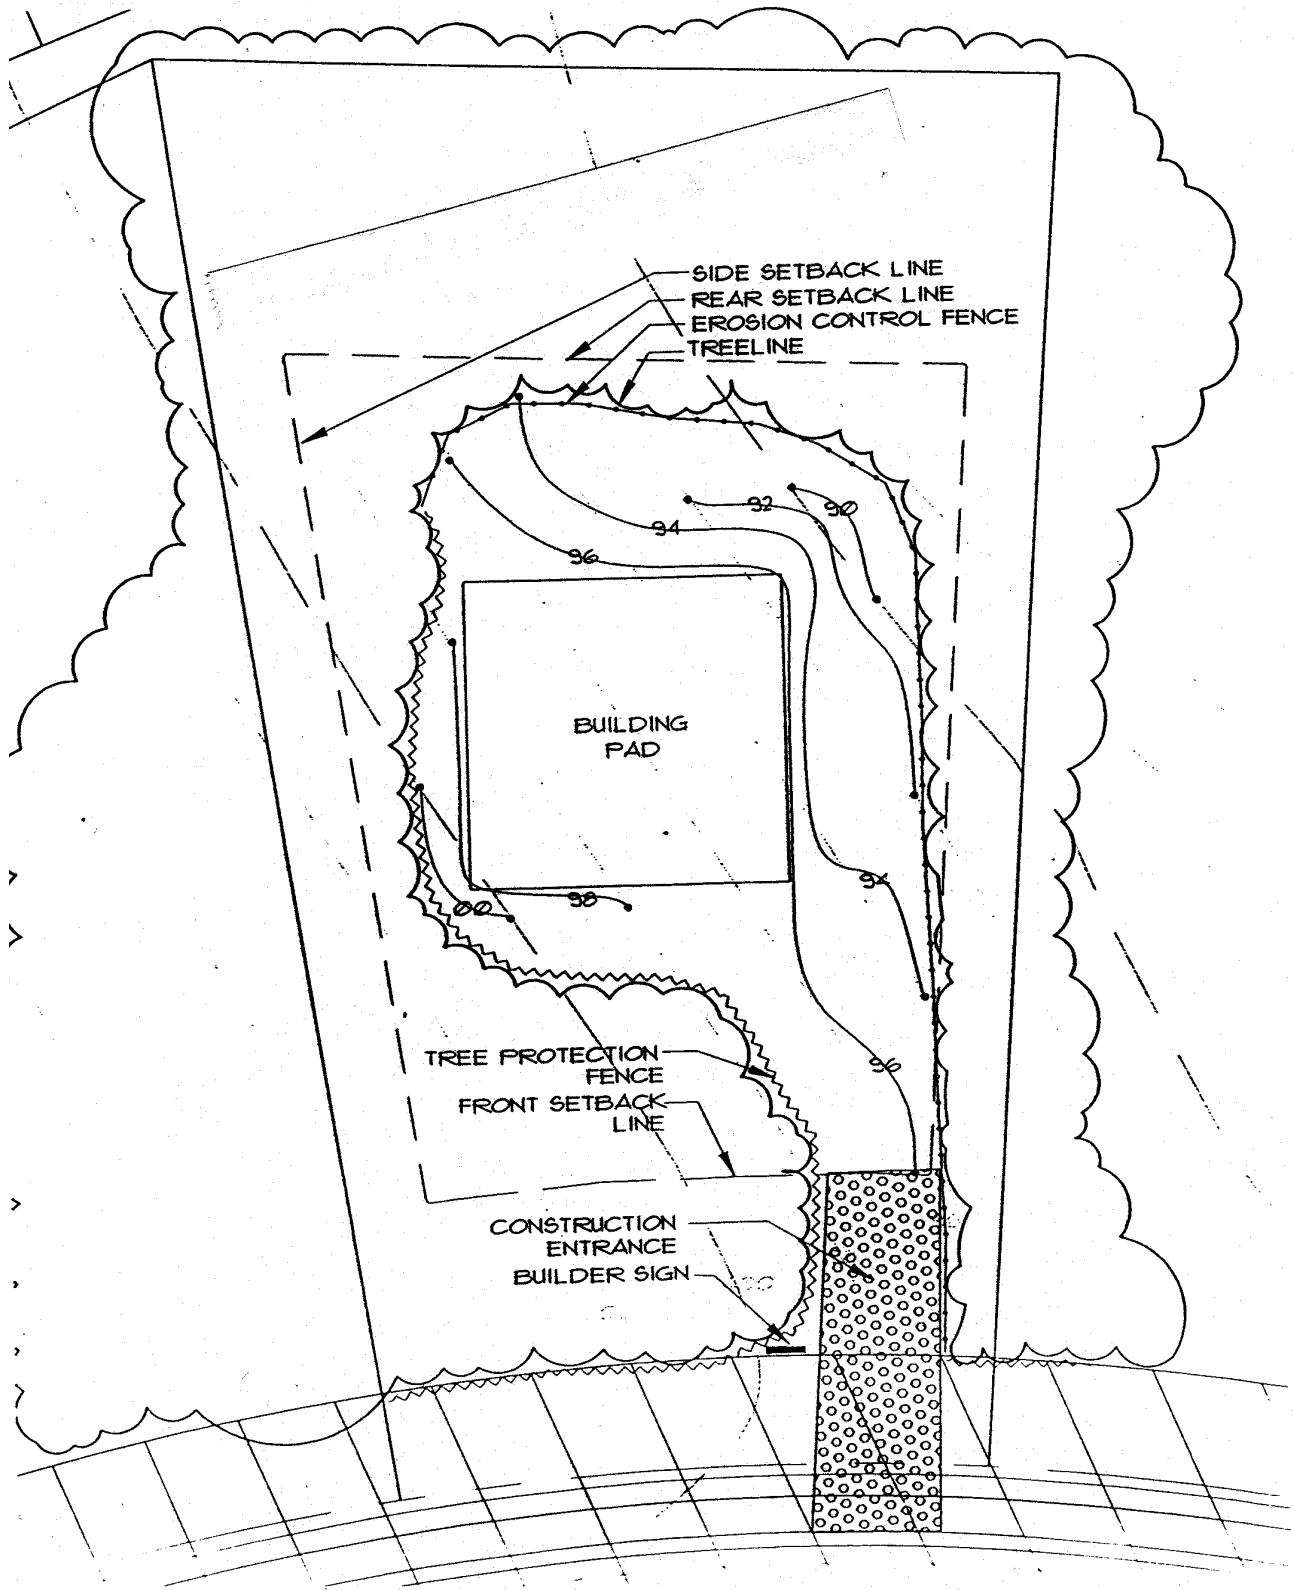 SIDE SETBACK LINE
REAR SETBACK LINE
EROSION CONTROL FENCE
TREELINE
92
90
94
96
BUILDING
PAD
94
98
TREE PROTECTION
FENCE
96
FRONT SETBACK
LINE
CONSTRUCTION
ENTRANCE
BUILDER SIGN